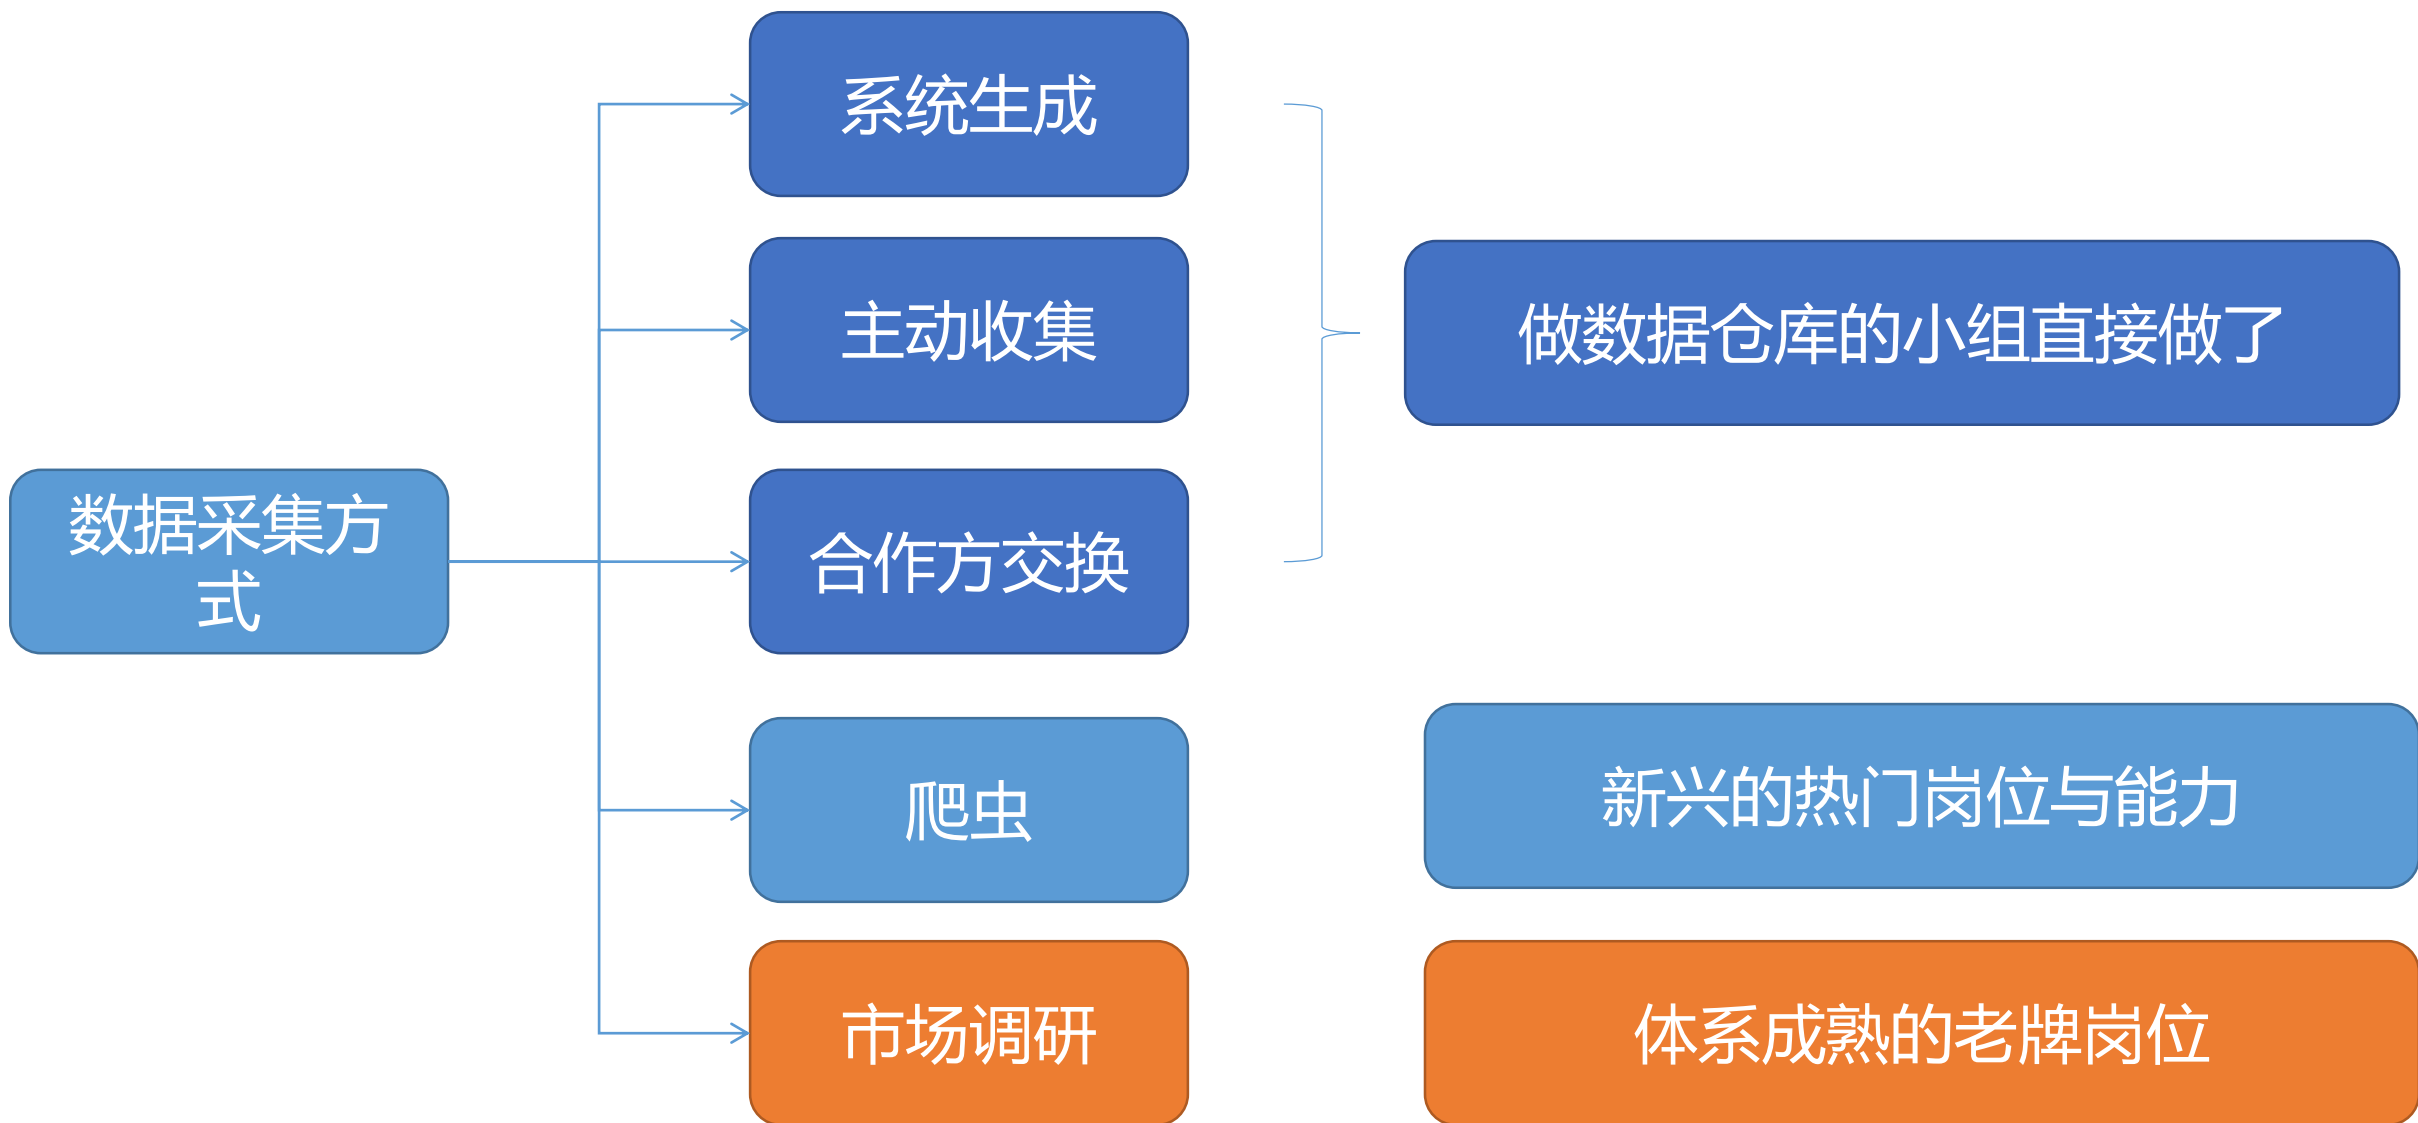 系统生成
主动收集
做数据仓库的小组直接做了
数据采集方
式
合作方交换
爬虫
新兴的热门岗位与能力
市场调研
体系成熟的老牌岗位